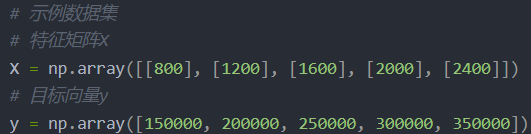 # 示例数据集
# 特征矩阵X
X = np.array([[800], [1200], [1600], [2000], [2400]])
# 目标向量y
y = np.array([150000, 200000, 250000, 300000, 350000])